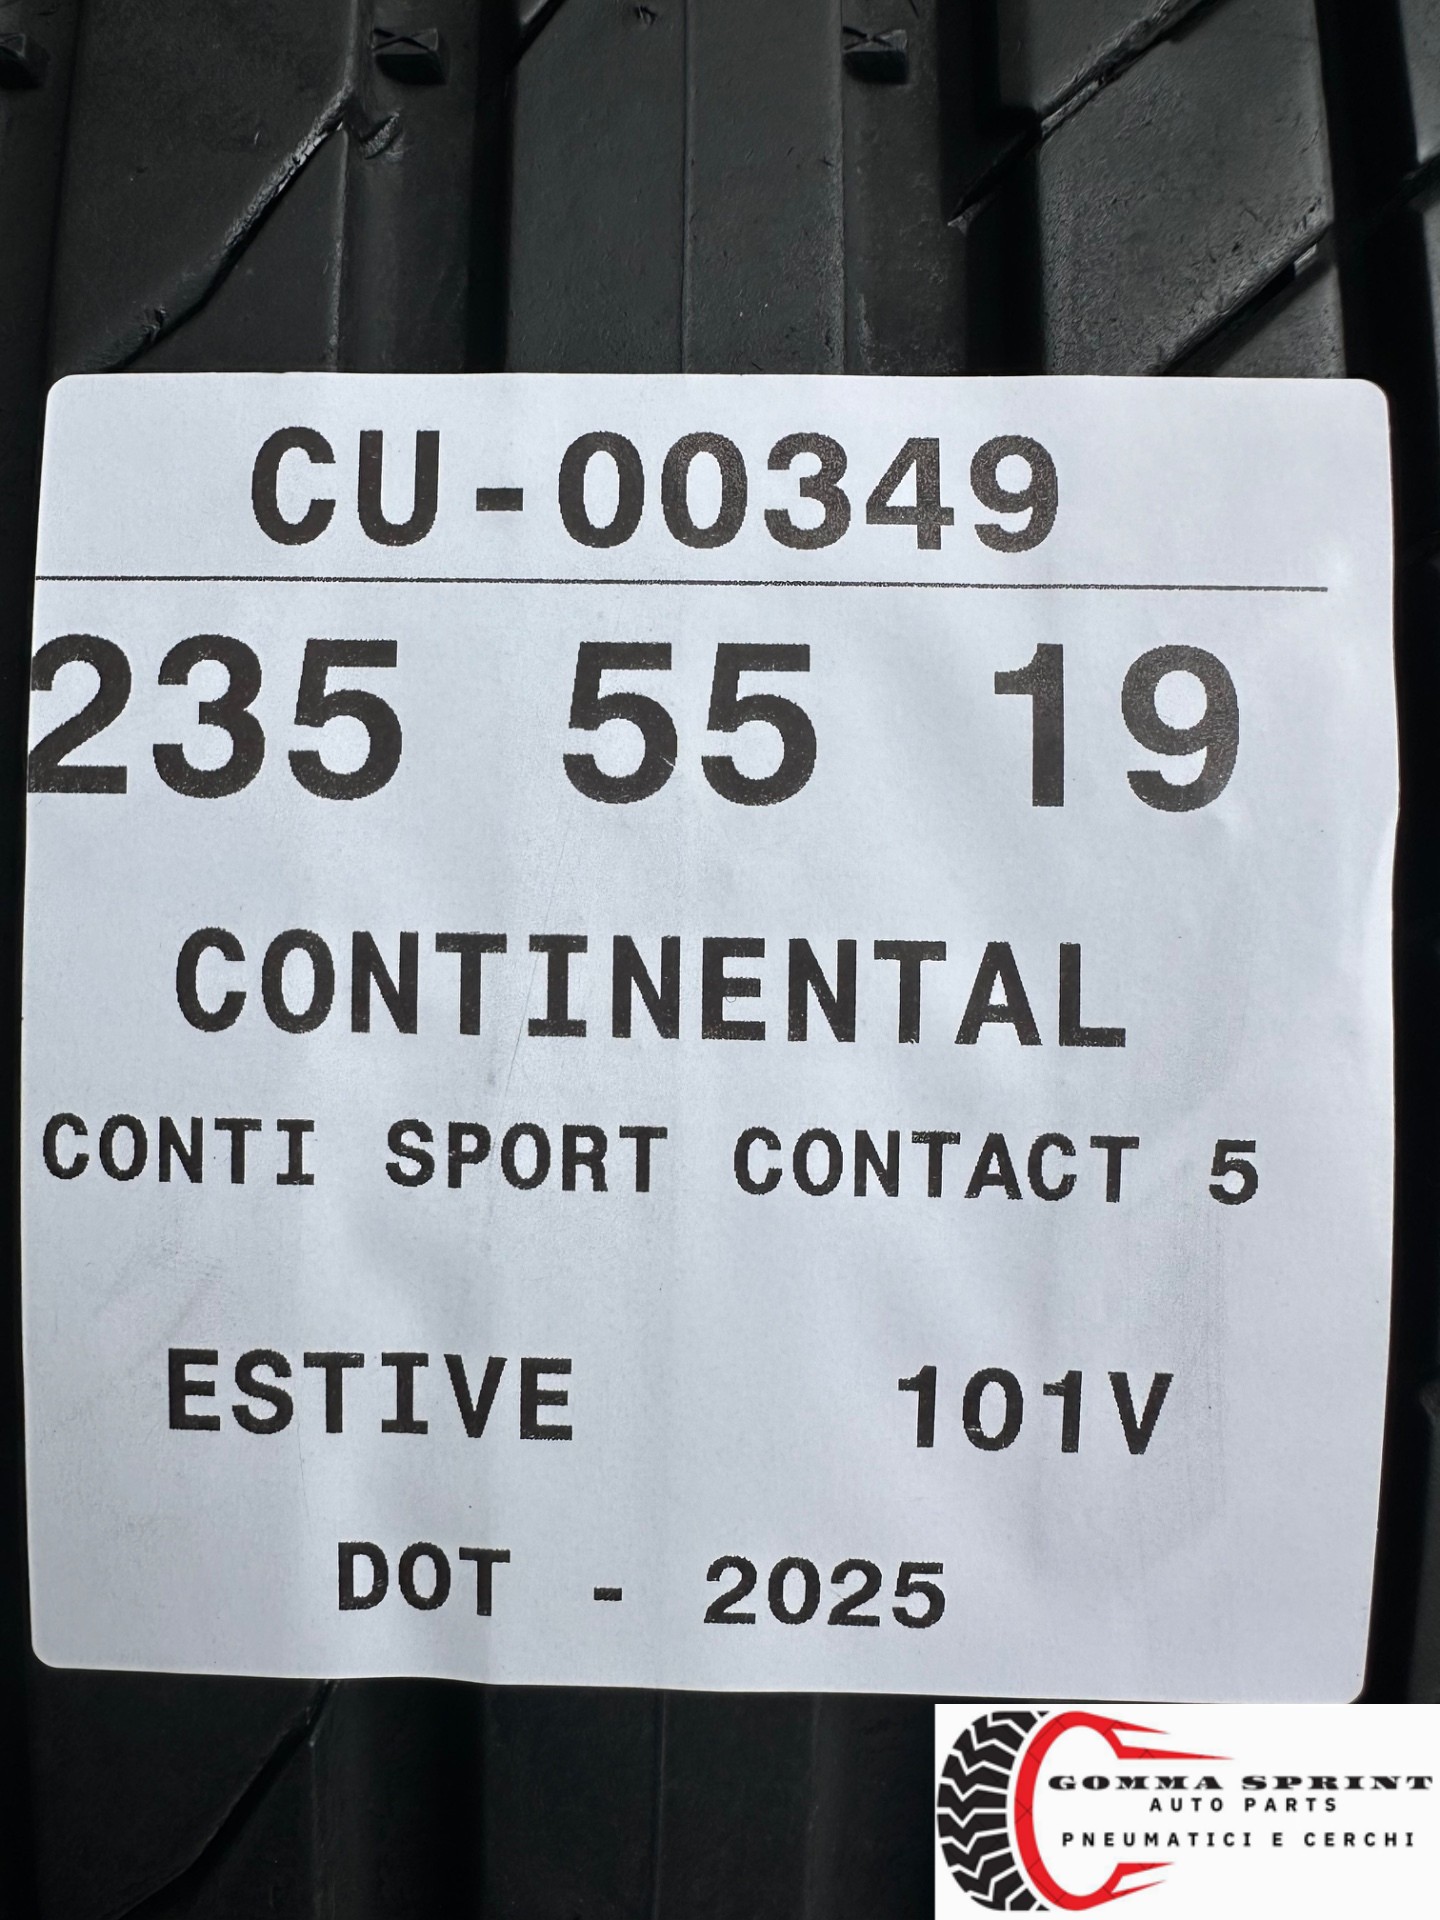 CU-00349
235 55 19
CONTINENTAL
CONTI SPORT CONTACT 5
ESTIVE 101V
DOT - 2025
GOMMA SPRINT
AUTO PARTS
PNEUMATICI E CERCHI